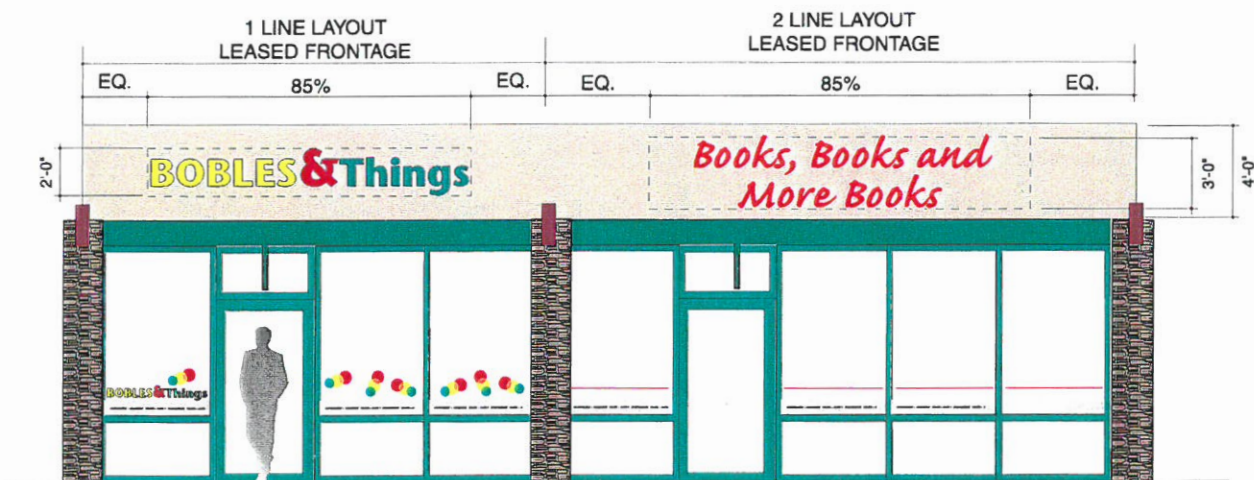 1 LINE LAYOUT
LEASED FRONTAGE
2 LINE LAYOUT
LEASED FRONTAGE
EQ.
85%
EQ.
EQ.
85%
EQ.
2'-0"
BOBLES&Things
Books, Books and
More Books
3'-0"
4'-0"
BOBLES&Things